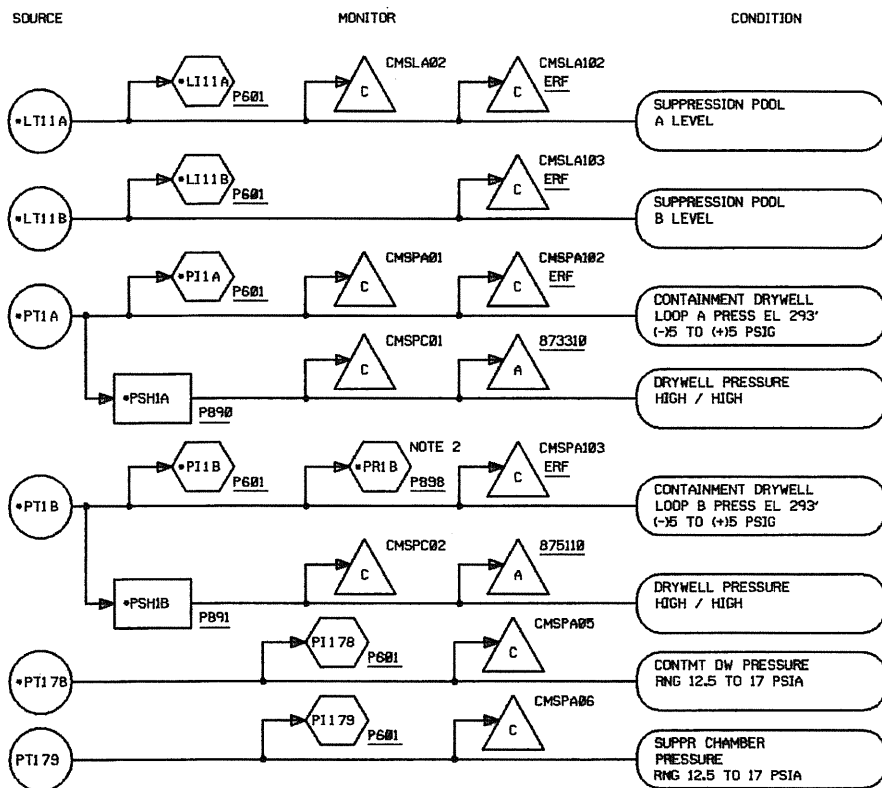 SOURCE MONITOR CONDITION
CMSLA02 CMSLA102
*LI11A C C ERF
P601
*LT11A SUPPRESSION POOL
A LEVEL
CMSLA103
*LI11B C ERF
P601
*LT11B SUPPRESSION POOL
B LEVEL
CMSPA01 CMSPA102
*PI1A C C ERF
P601
*PT1A CONTAINMENT DRYWELL
LOOP A PRESS EL 293'
(-)5 TO (+)5 PSIG
CMSPC01 873310
C A
*PSH1A DRYWELL PRESSURE
HIGH / HIGH
P890
NOTE 2 CMSPA103
*PI1B *PR1B C ERF
P601 P898
*PT1B CONTAINMENT DRYWELL
LOOP B PRESS EL 293'
(-)5 TO (+)5 PSIG
CMSPC02 875110
C A
*PSH1B DRYWELL PRESSURE
HIGH / HIGH
P891
CMSPA05
PI178 C
P601
*PT178 CONTMT DW PRESSURE
RNG 12.5 TO 17 PSIA
CMSPA06
PI179 C
P601
PT179 SUPPR CHAMBER
PRESSURE
RNG 12.5 TO 17 PSIA